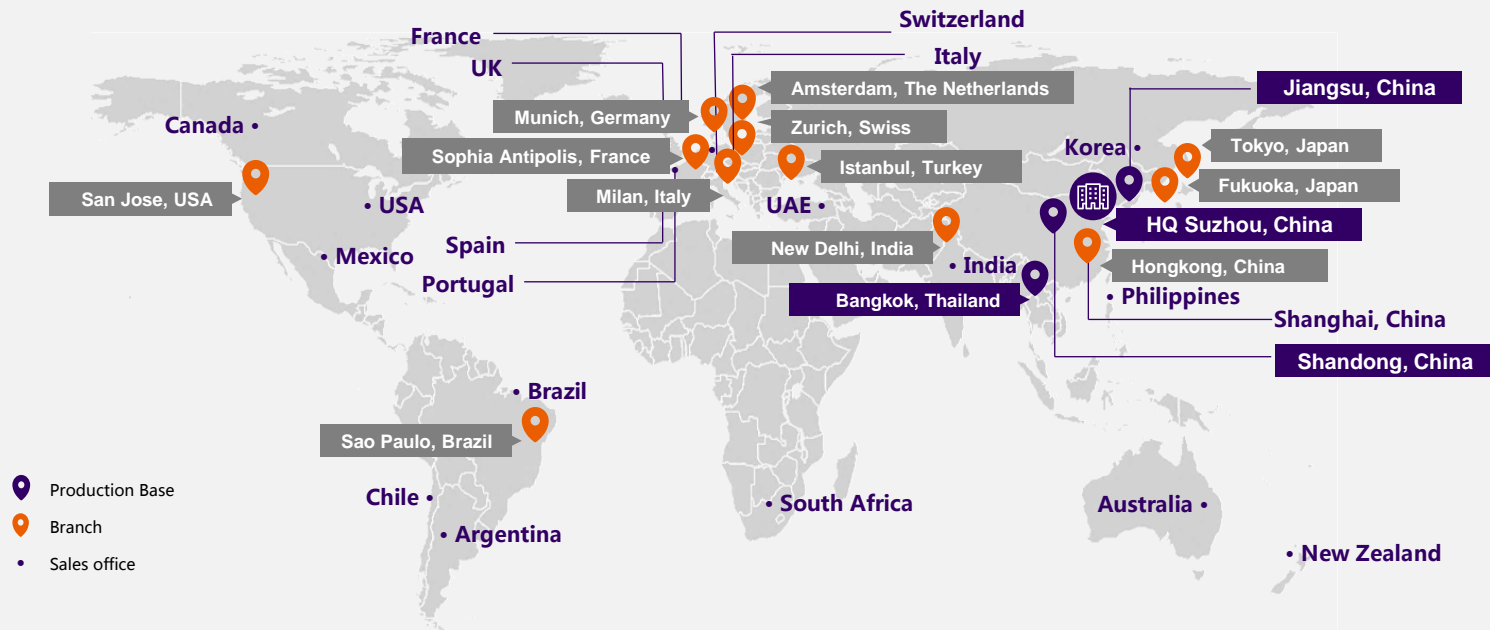 Switzerland
France
Italy
UK
Amsterdam, The Netherlands
Jiangsu, China
Munich, Germany
Zurich, Swiss
Canada
Korea
Tokyo, Japan
Sophia Antipolis, France
Istanbul, Turkey
Fukuoka, Japan
San Jose, USA
Milan, Italy
USA
UAE
HQ Suzhou, China
Spain
New Delhi, India
Mexico
India
Hongkong, China
Portugal
Bangkok, Thailand
Philippines
Shanghai, China
Shandong, China
Brazil
Sao Paulo, Brazil
Production Base
Chile
South Africa
Australia
Branch
Argentina
New Zealand
Sales office